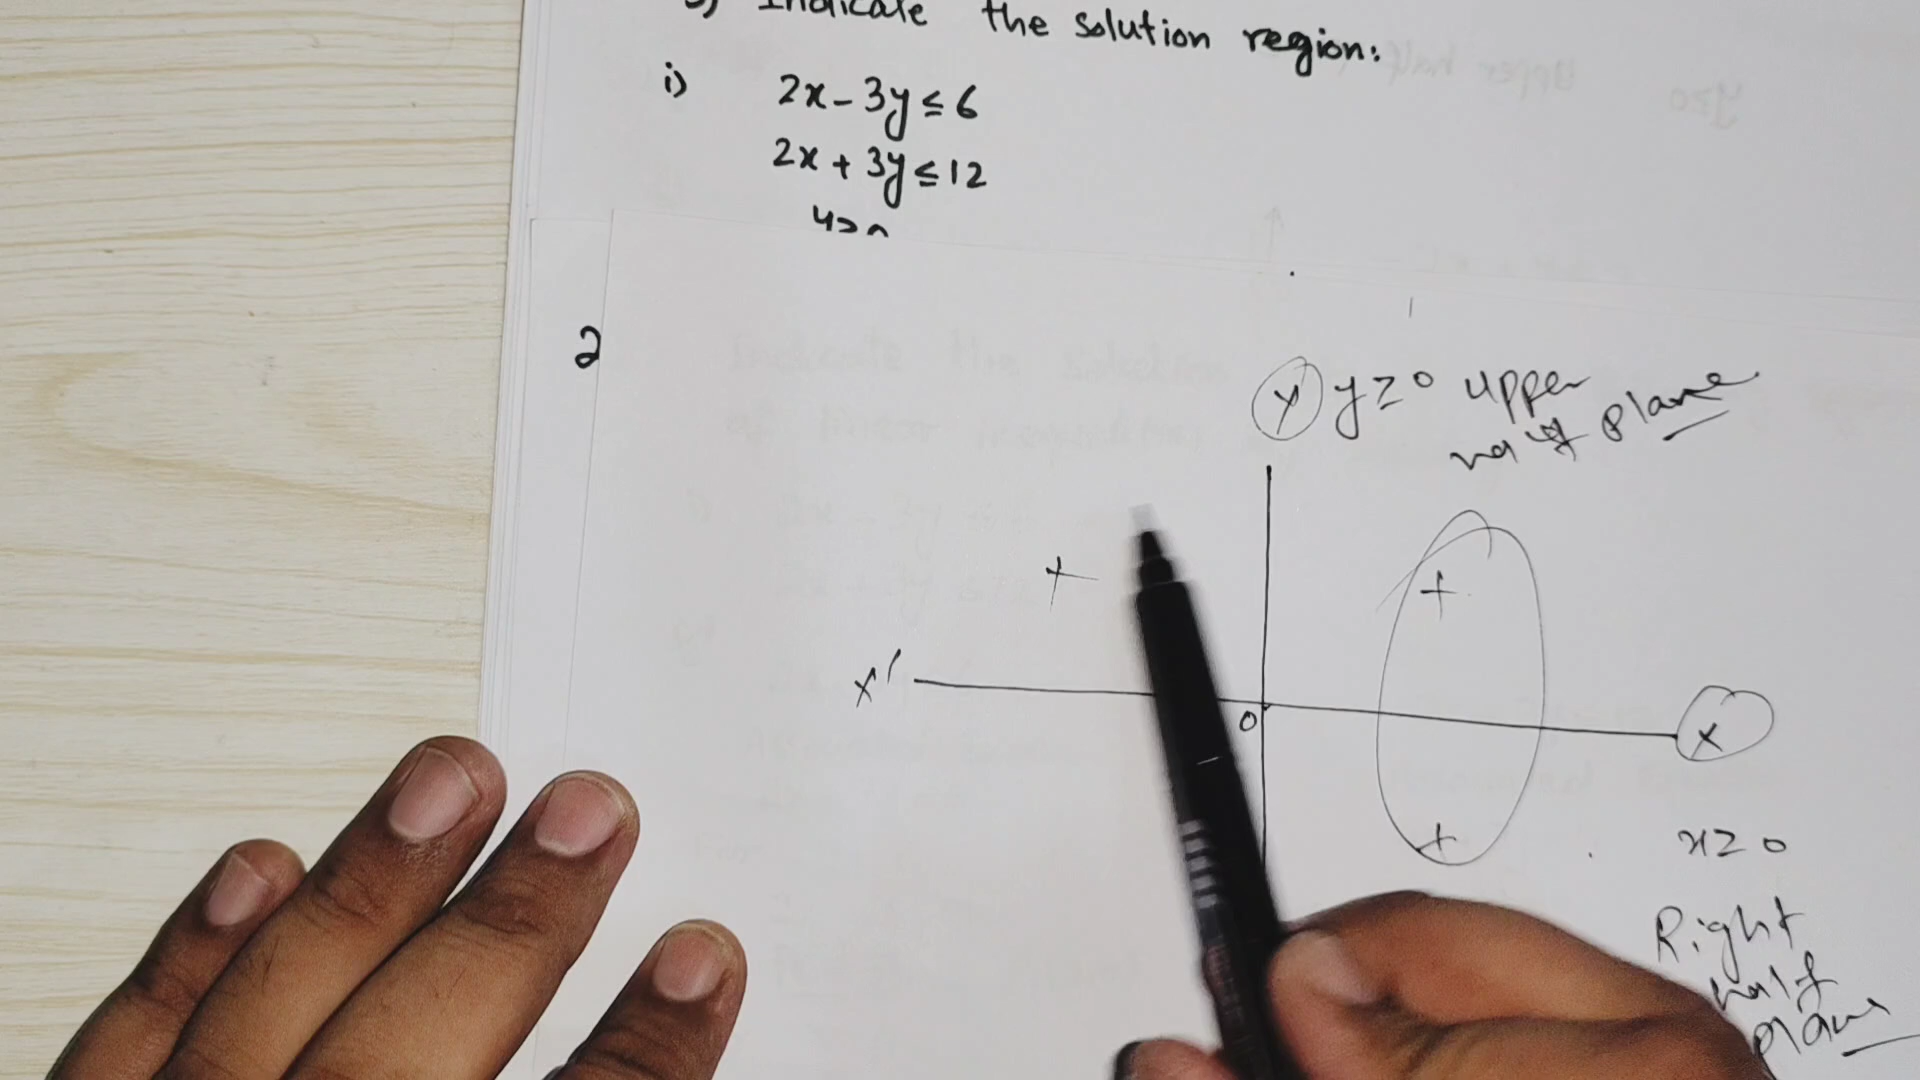 Indicate the solution region:
i) 2x - 3y ≤ 6
2x + 3y ≤ 12
2
y y ≥ 0 upper
half plane
+ +
x' 0 x
+
x ≥ 0
Right
half
plane